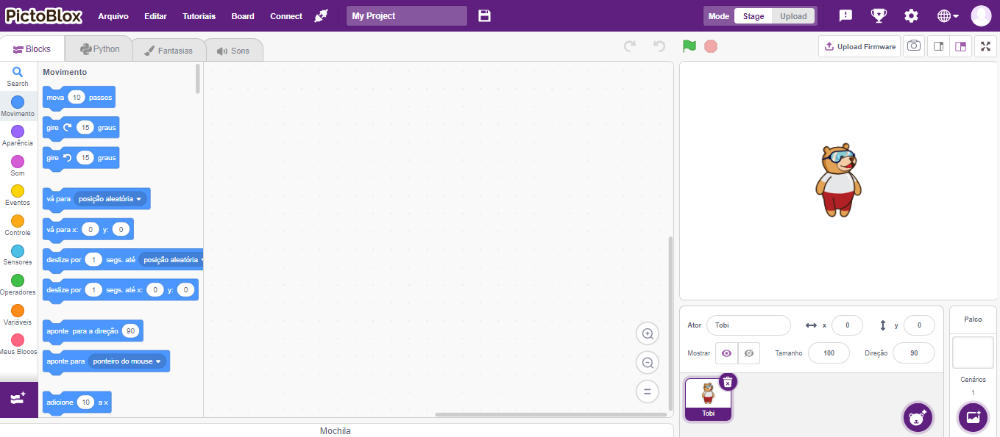 PictoBlox Arquivo Editar Tutoriais Board Connect My Project Mode Stage Upload
Blocks Python Fantasias Sons Upload Firmware
Search
Movimento
Aparência
Som
Eventos
Controle
Sensores
Operadores
Variáveis
Meus Blocos
Movimento
mova 10 passos
gire 15 graus
gire 15 graus
vá para posição aleatória
vá para x: 0 y: 0
deslize por 1 segs. até posição aleatória
deslize por 1 segs. até x: 0 y: 0
aponte para a direção 90
aponte para ponteiro do mouse
adicione 10 a x
Mochila
Ator Tobi x 0 y 0
Mostrar Tamanho 100 Direção 90
Tobi
Palco
Cenários
1